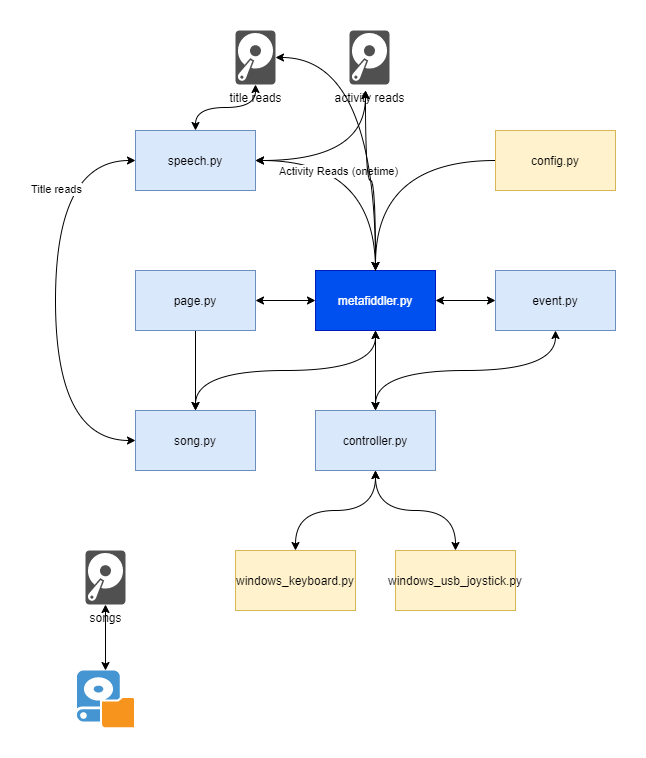 title reads
activity reads
speech.py
config.py
Activity Reads (onetime)
Title reads
page.py
metafiddler.py
event.py
song.py
controller.py
windows_keyboard.py
windows_usb_joystick.py
songs